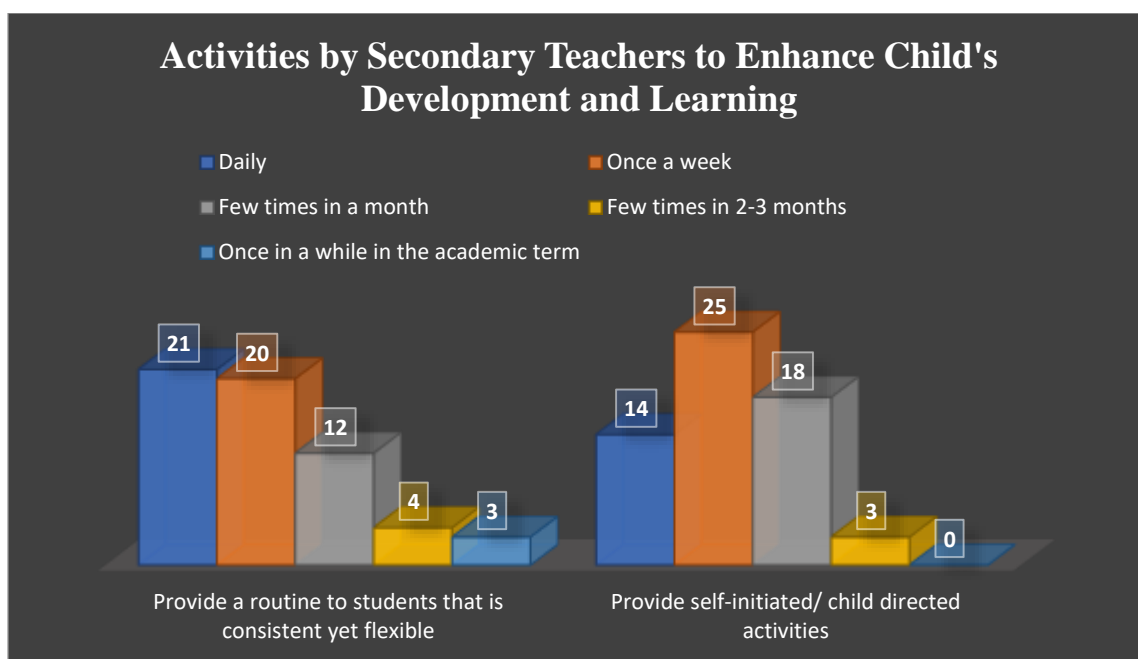 Activities by Secondary Teachers to Enhance Child's
Development and Learning
Daily
Once a week
Few times in a month
Few times in 2-3 months
Once in a while in the academic term
21
20
12
4
3
14
25
18
3
0
Provide a routine to students that is
consistent yet flexible
Provide self-initiated/ child directed
activities